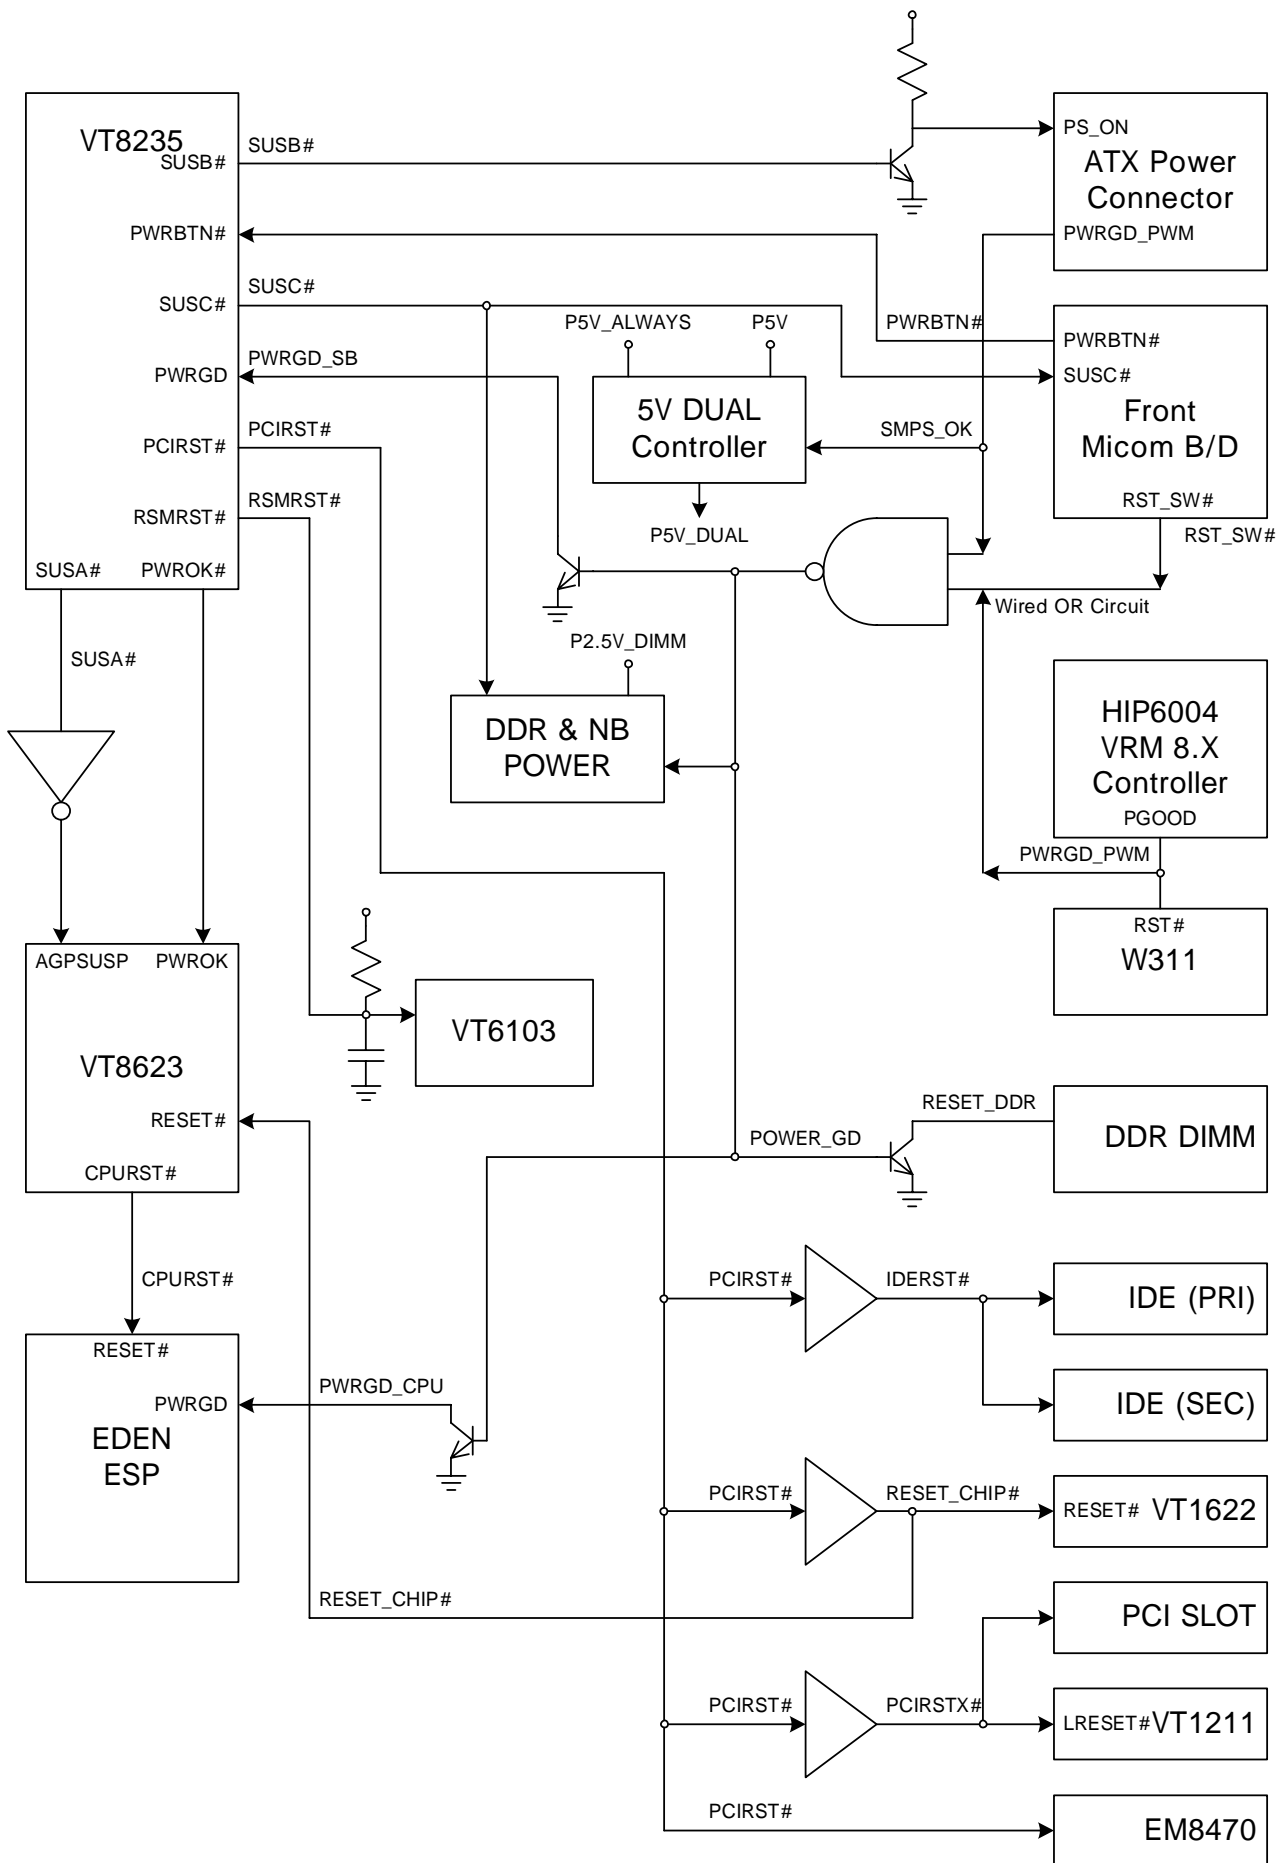 VT8235
SUSB#
SUSB#
PS_ON
ATX Power
Connector
PWRBTN#
PWRGD_PWM
SUSC#
SUSC#
P5V_ALWAYS
P5V
PWRBTN#
PWRBTN#
PWRGD
PWRGD_SB
SUSC#
5V DUAL
Controller
Front
Micom B/D
PCIRST#
PCIRST#
SMPS_OK
RSMRST#
RSMRST#
RST_SW#
RST_SW#
P5V_DUAL
SUSA#
PWROK#
Wired OR Circuit
SUSA#
P2.5V_DIMM
DDR & NB
POWER
HIP6004
VRM 8.X
Controller
PGOOD
PWRGD_PWM
RST#
W311
AGPSUSP
PWROK
VT6103
VT8623
RESET#
RESET_DDR
DDR DIMM
POWER_GD
CPURST#
CPURST#
PCIRST#
IDERST#
IDE (PRI)
RESET#
PWRGD
PWRGD_CPU
IDE (SEC)
EDEN
ESP
PCIRST#
RESET_CHIP#
RESET# VT1622
RESET_CHIP#
PCI SLOT
PCIRST#
PCIRSTX#
LRESET# VT1211
PCIRST#
EM8470